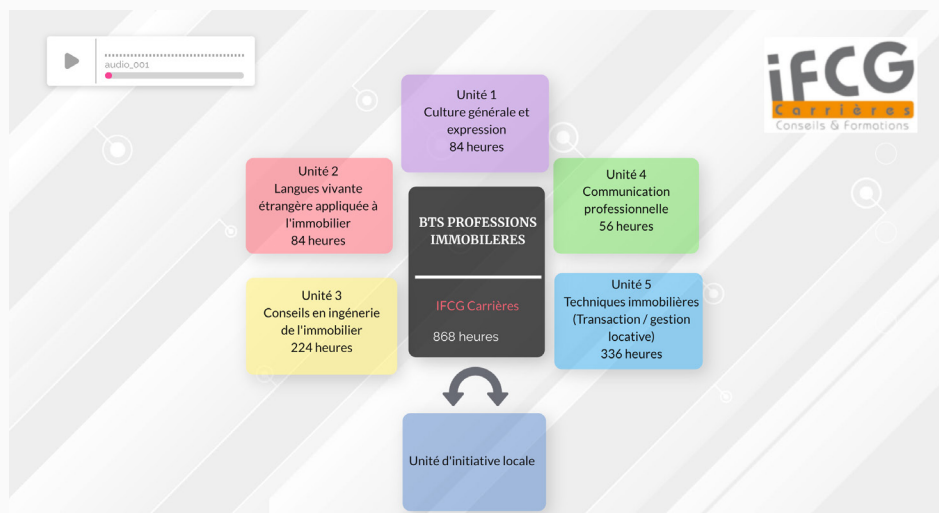 audio_001
iFCG
Carrières
Conseils & Formations
Unité 1
Culture générale et
expression
84 heures
Unité 2
Langues vivante
étrangère appliquée à
l'immobilier
84 heures
Unité 4
Communication
professionnelle
56 heures
BTS PROFESSIONS
IMMOBILERES
IFCG Carrières
868 heures
Unité 3
Conseils en ingénerie
de l'immobilier
224 heures
Unité 5
Techniques immobilières
(Transaction / gestion
locative)
336 heures
Unité d'initiative locale